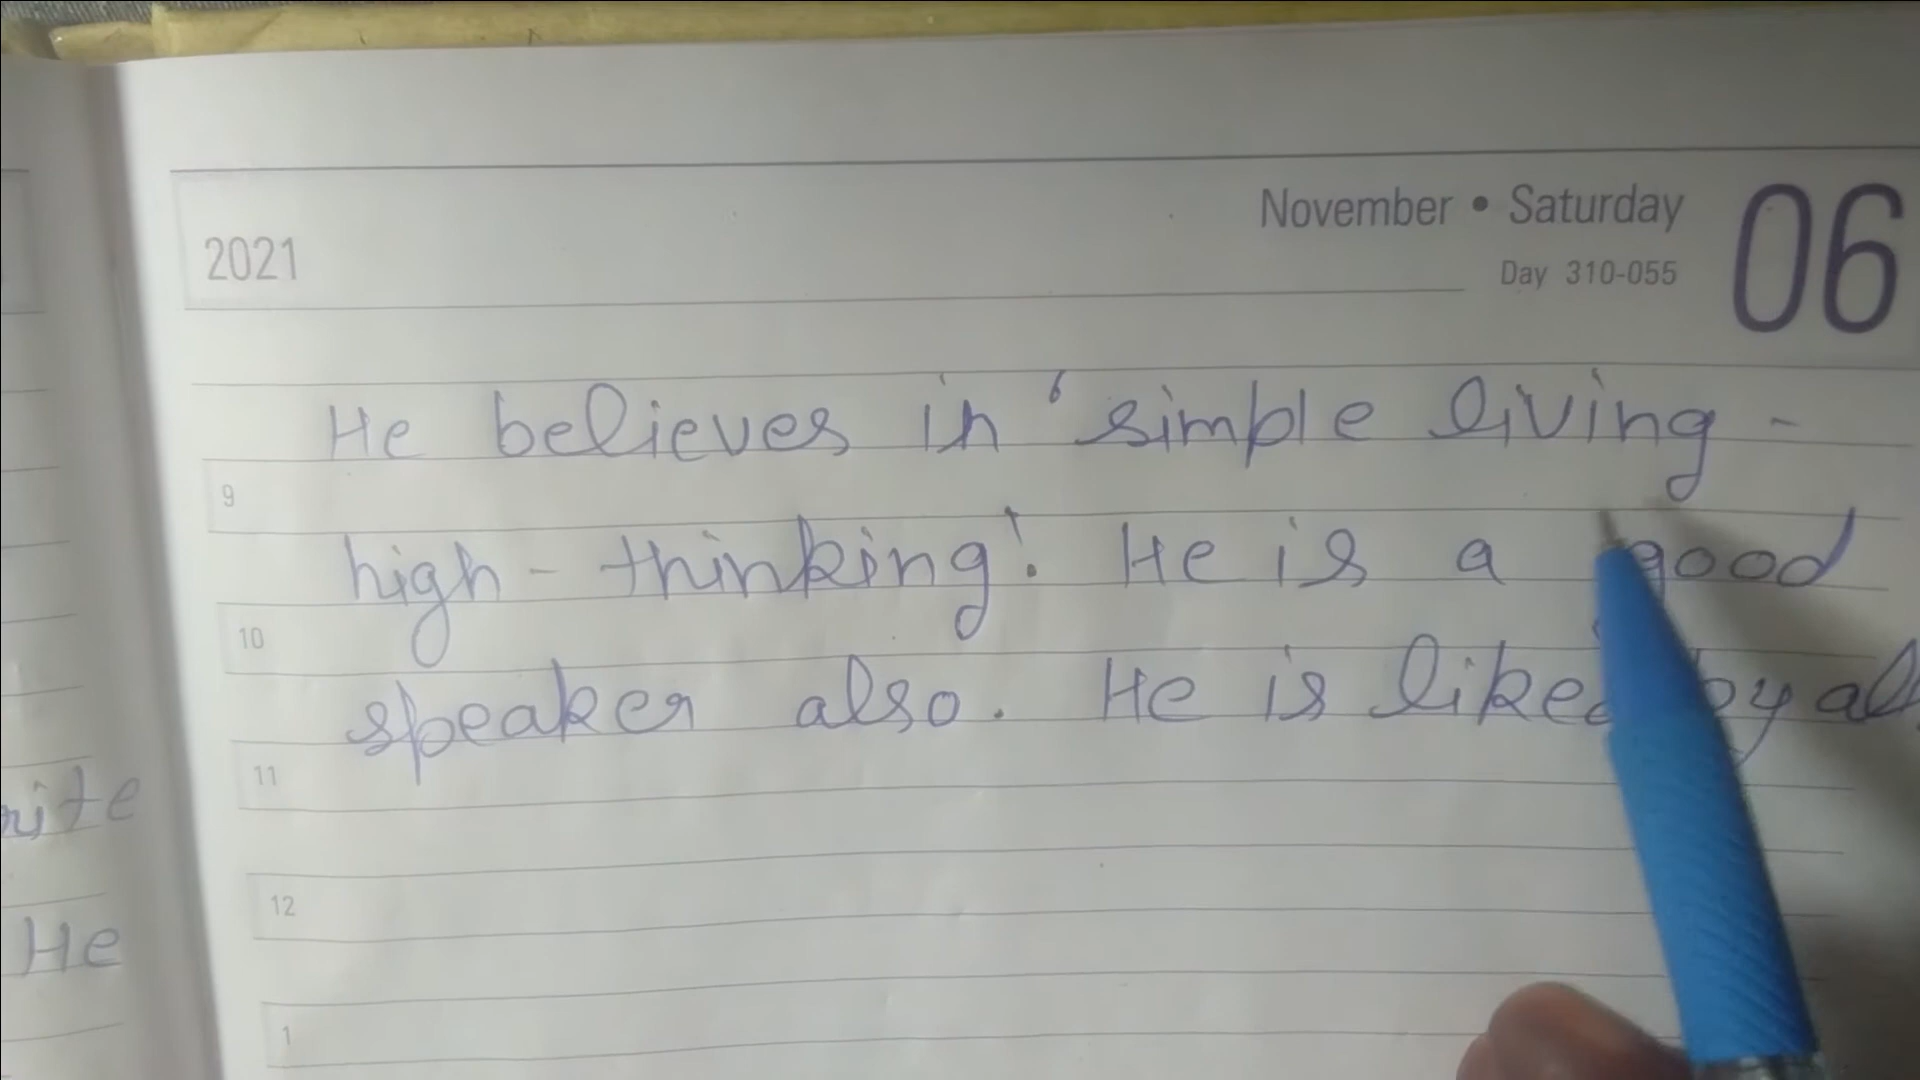 2021
November • Saturday 06
Day 310-055
He believes in 'simple living -
9
high - thinking'. He is a good
10
speaker also. He is liked by all
11
12
He
1